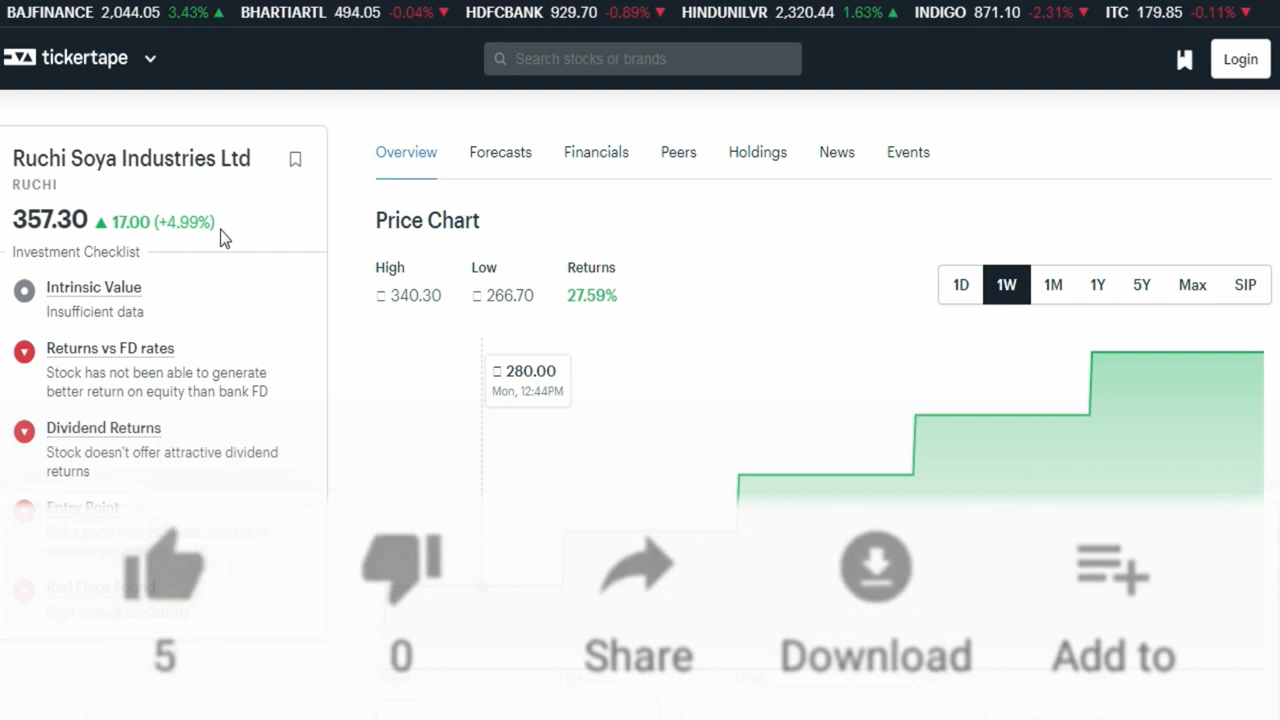 BAJFINANCE 2,044.05 3.43% ▲ BHARTIARTL 494.05 -0.04% ▼ HDFCBANK 929.70 -0.89% ▼ HINDUNILVR 2,320.44 1.63% ▲ INDIGO 871.10 -2.31% ▼ ITC 179.85 -0.11% ▼
tickertape
Search stocks or brands
Login
Ruchi Soya Industries Ltd
RUCHI
357.30 ▲ 17.00 (+4.99%)
Investment Checklist
Intrinsic Value
Insufficient data
Returns vs FD rates
Stock has not been able to generate
better return on equity than bank FD
Dividend Returns
Stock doesn't offer attractive dividend
returns
Entry Point
Red Flags Found
High default probability
Overview Forecasts Financials Peers Holdings News Events
Price Chart
High Low Returns
340.30 266.70 27.59%
1D 1W 1M 1Y 5Y Max SIP
280.00
Mon, 12:44PM
5 0 Share Download Add to